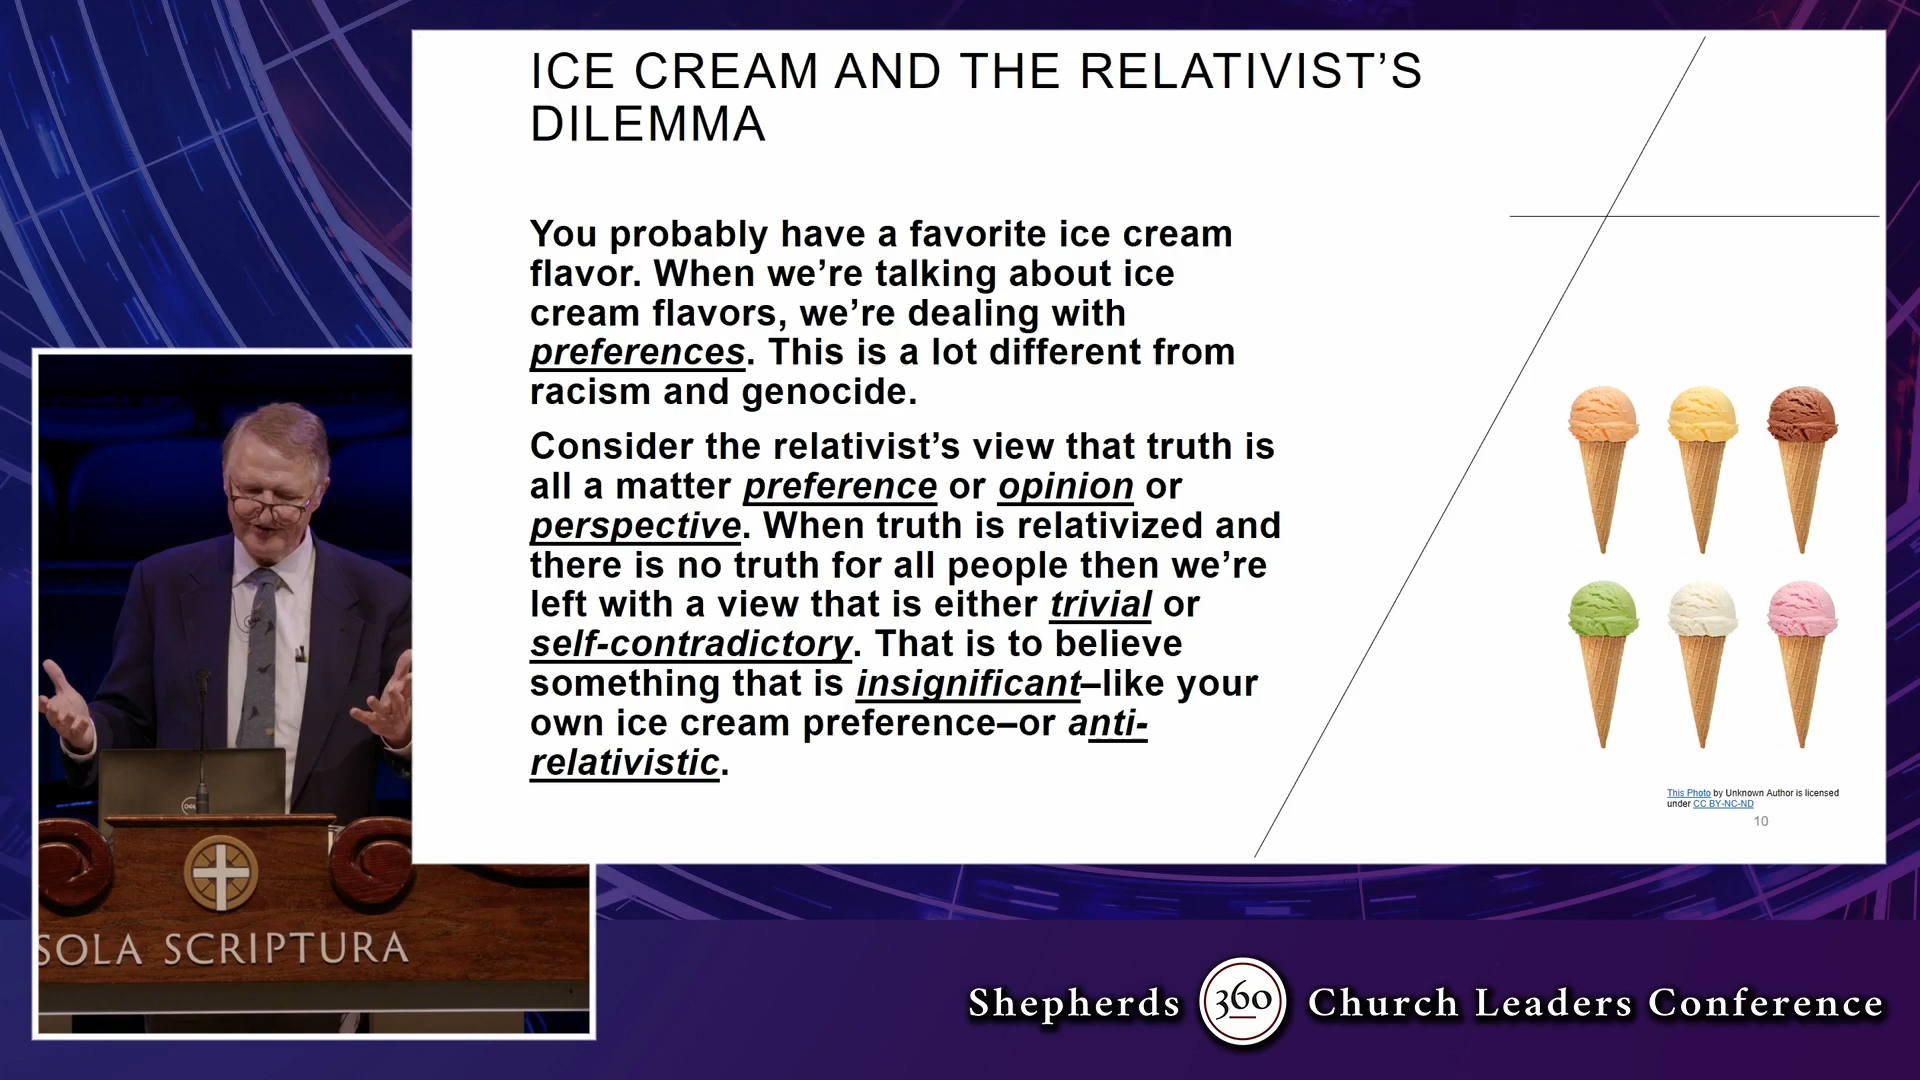 ICE CREAM AND THE RELATIVIST’S
DILEMMA
You probably have a favorite ice cream
flavor. When we’re talking about ice
cream flavors, we’re dealing with
preferences. This is a lot different from
racism and genocide.
Consider the relativist’s view that truth is
all a matter preference or opinion or
perspective. When truth is relativized and
there is no truth for all people then we’re
left with a view that is either trivial or
self-contradictory. That is to believe
something that is insignificant–like your
own ice cream preference–or anti-
relativistic.
This Photo by Unknown Author is licensed
under CC BY-NC-ND
10
DELL
SOLA SCRIPTURA
Shepherds 360 Church Leaders Conference